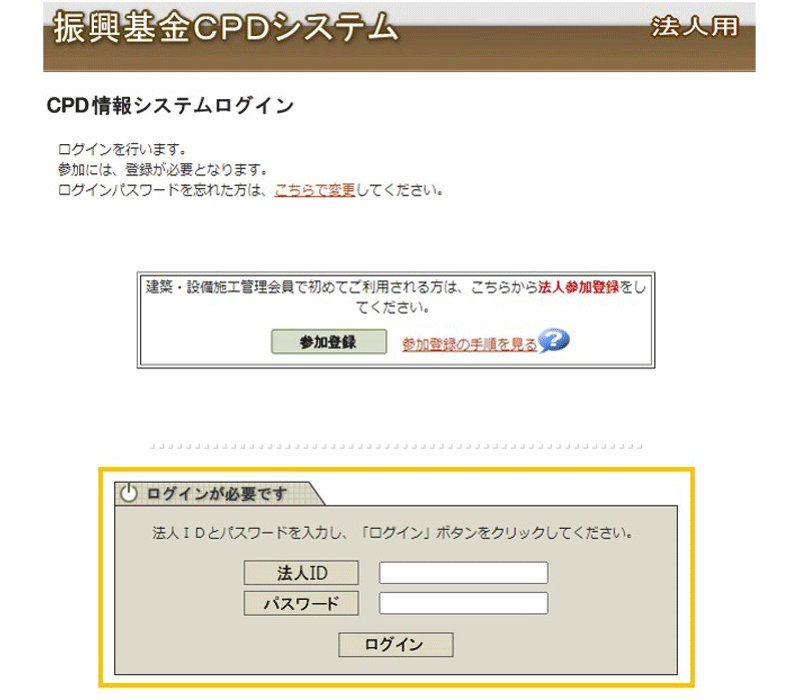 振興基金CPDシステム
法人用
CPD情報システムログイン
ログインを行います。
参加には、登録が必要となります。
ログインパスワードを忘れた方は、こちらで変更してください。
建築・設備施工管理会員で初めてご利用される方は、こちらから法人参加登録をし
てください。
参加登録
参加登録の手順を見る
?
ログインが必要です
法人IDとパスワードを入力し、「ログイン」ボタンをクリックしてください。
法人ID
パスワード
ログイン